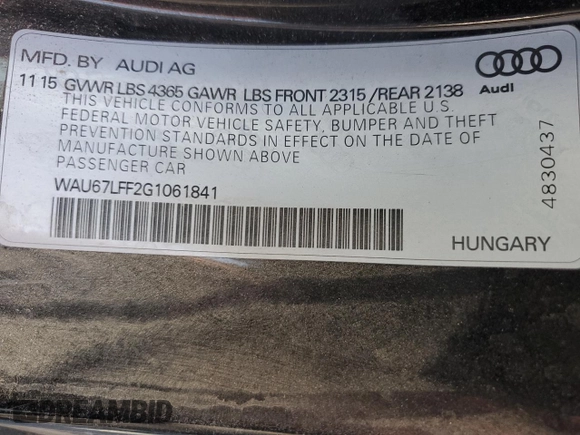 MFD. BY AUDI AG
11 15 GVWR LBS 4365 GAWR LBS FRONT 2315 /REAR 2138
THIS VEHICLE CONFORMS TO ALL APPLICABLE U.S.
FEDERAL MOTOR VEHICLE SAFETY, BUMPER AND THEFT
PREVENTION STANDARDS IN EFFECT ON THE DATE OF
MANUFACTURE SHOWN ABOVE
PASSENGER CAR
WAU67LFF2G1061841
Audi
4830437
HUNGARY
DREAMBID